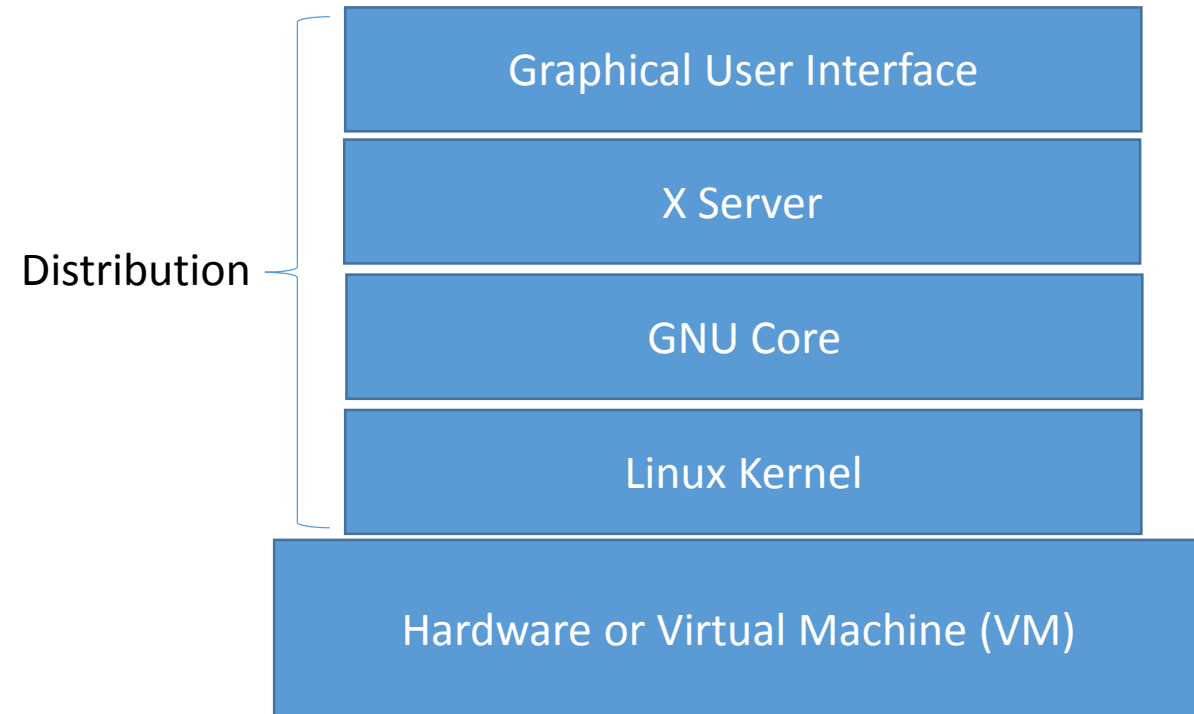 Graphical User Interface
X Server
Distribution
GNU Core
Linux Kernel
Hardware or Virtual Machine (VM)